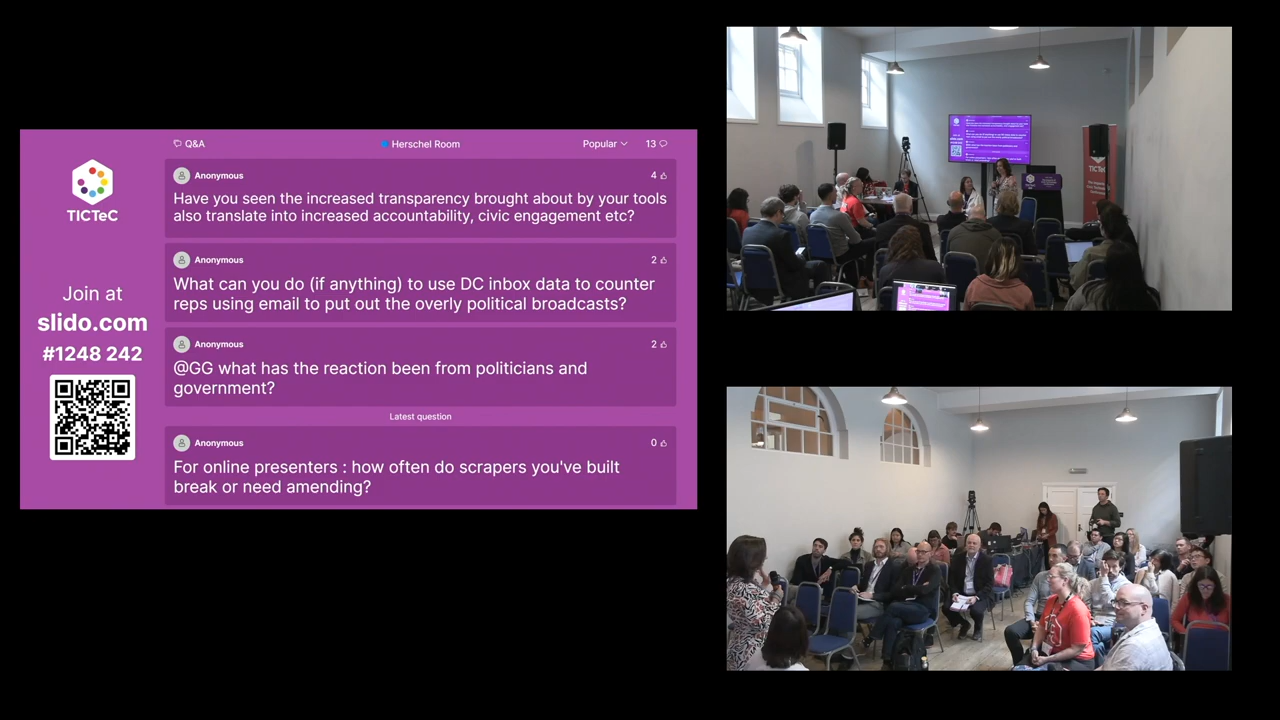 TICTeC
Join at
slido.com
#1248 242
Q&A
Herschel Room
Popular
13
Anonymous
4
Have you seen the increased transparency brought about by your tools
also translate into increased accountability, civic engagement etc?
Anonymous
2
What can you do (if anything) to use DC inbox data to counter
reps using email to put out the overly political broadcasts?
Anonymous
2
@GG what has the reaction been from politicians and
government?
Latest question
Anonymous
0
For online presenters : how often do scrapers you've built
break or need amending?
TICTeC